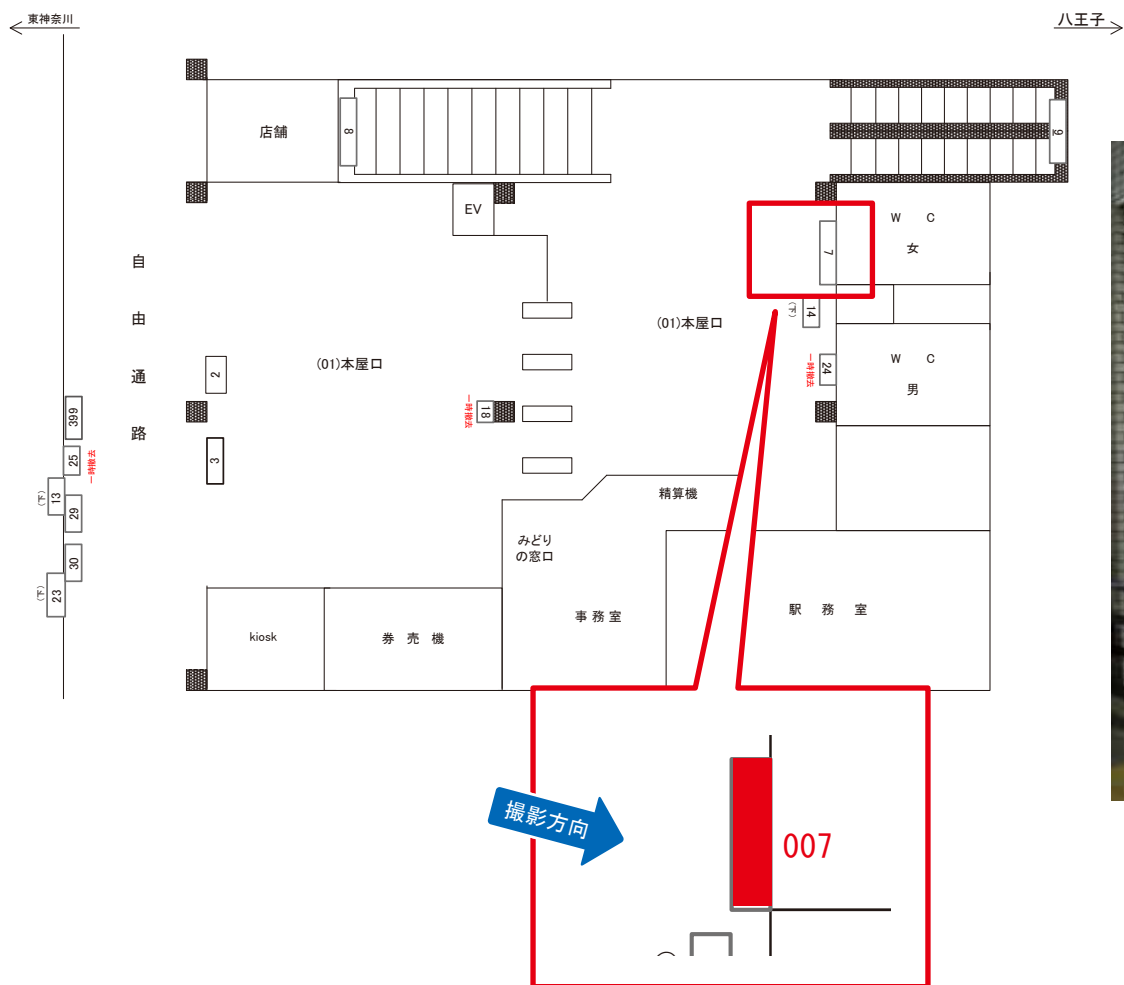 東神奈川
八王子
店舗
8
9
EV
W C
女
7
自由通路
14
(下)
(01)本屋口
(01)本屋口
2
W C
男
24
一時撤去
18
一時撤去
399
3
25
一時撤去
13
(下)
29
精算機
みどり
の窓口
30
23
(下)
事務室
駅務室
kiosk
券売機
撮影方向
007